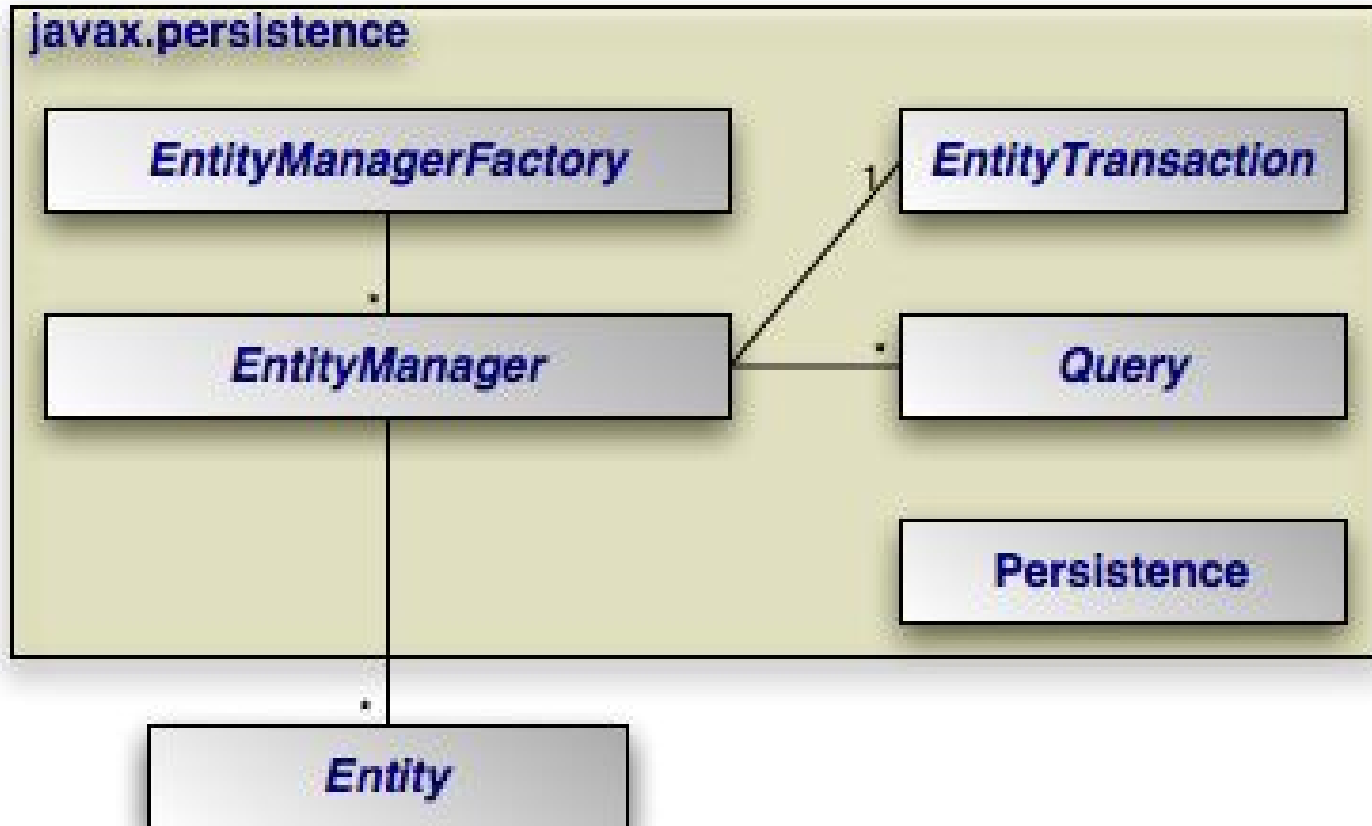 javax.persistence
EntityManagerFactory
EntityTransaction
1
*
EntityManager
*
Query
Persistence
*
Entity